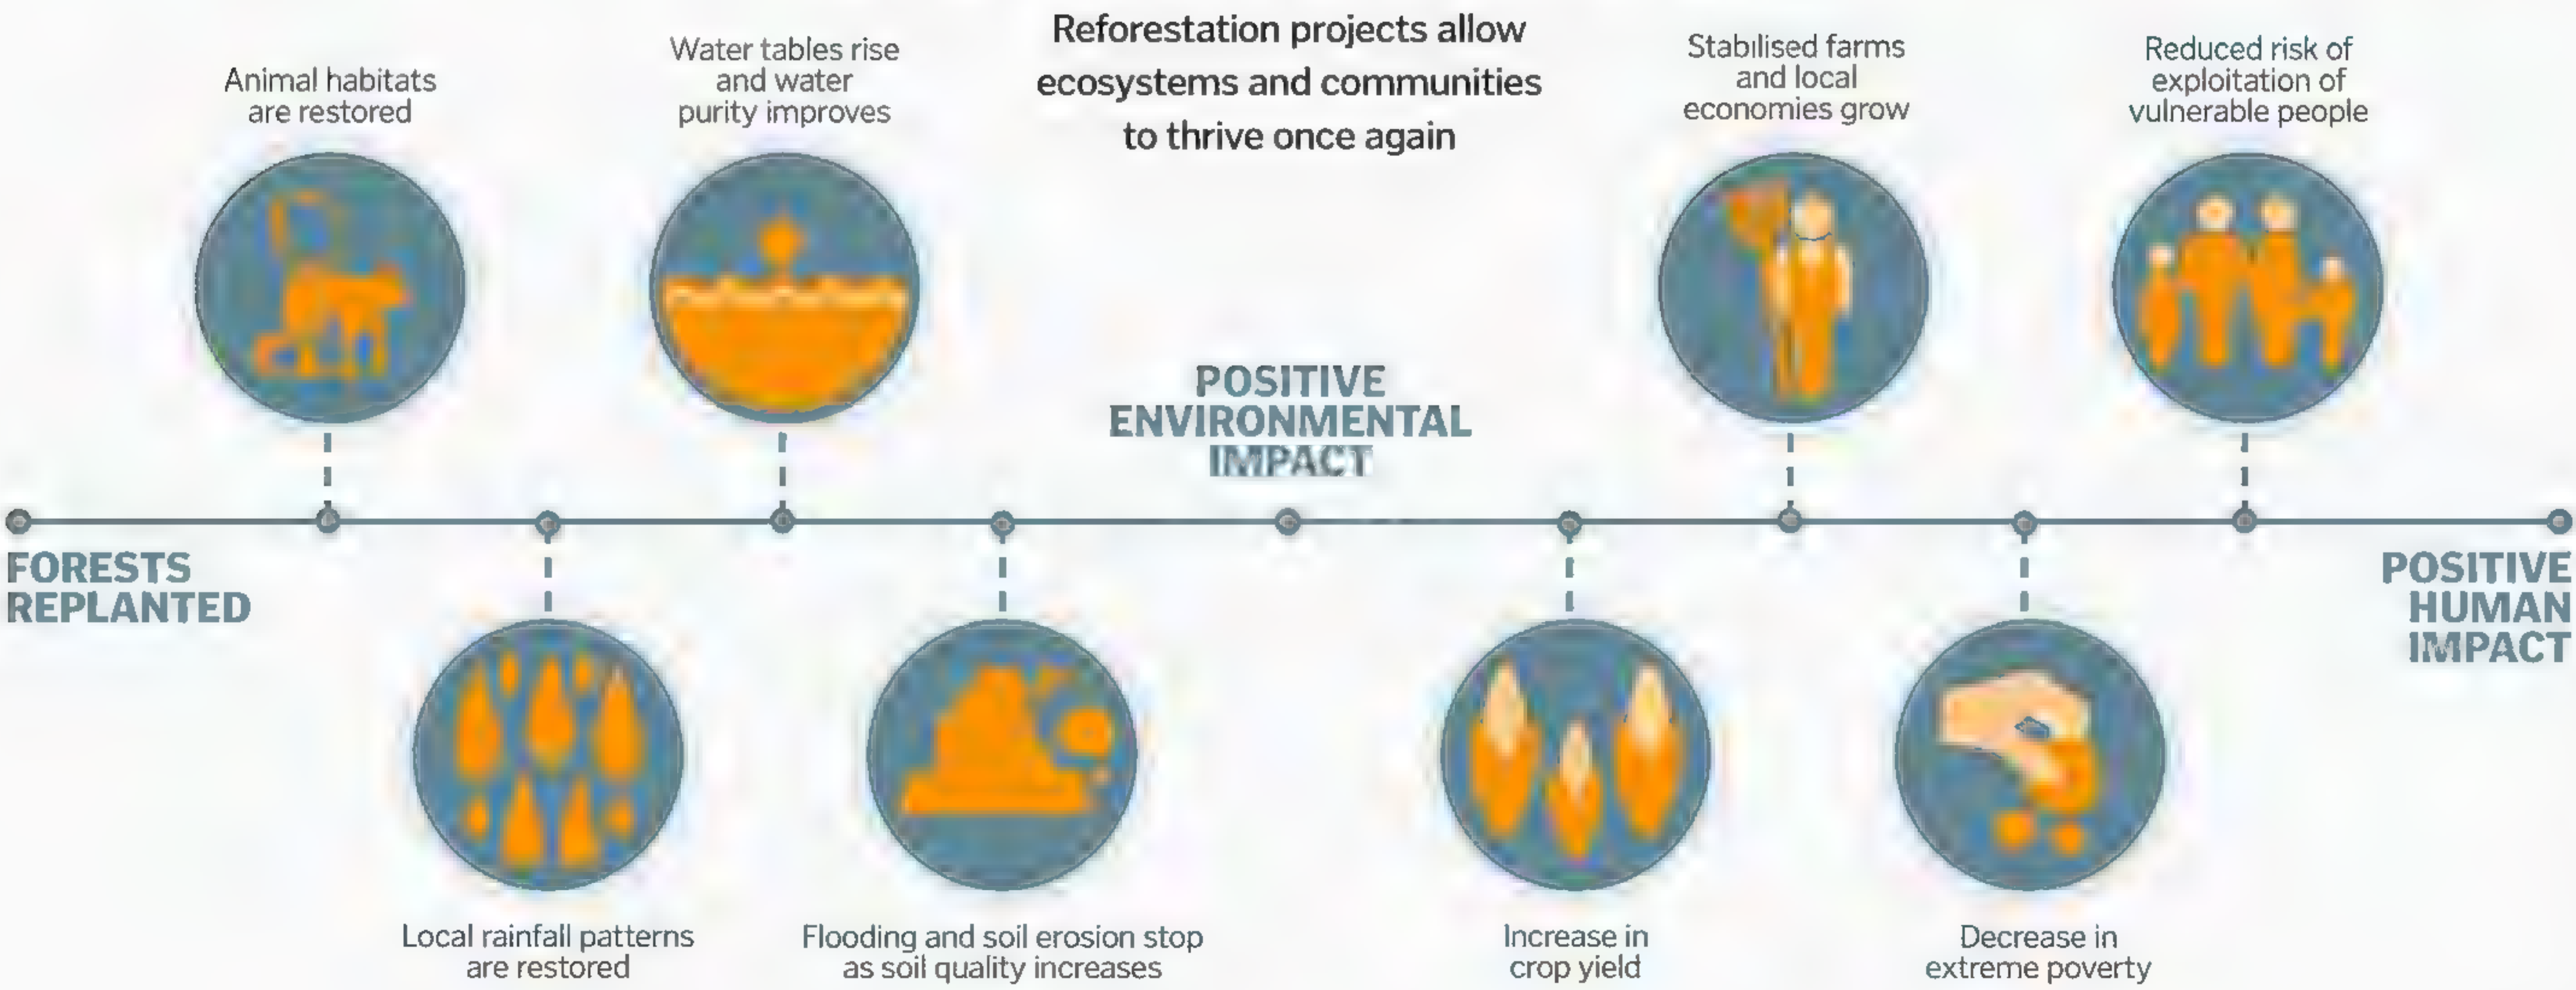 Reforestation projects allow
ecosystems and communities
to thrive once again
Animal habitats
are restored
Water tables rise
and water
purity improves
Stabilised farms
and local
economies grow
Reduced risk of
exploitation of
vulnerable people
POSITIVE
ENVIRONMENTAL
IMPACT
FORESTS
REPLANTED
POSITIVE
HUMAN
IMPACT
Local rainfall patterns
are restored
Flooding and soil erosion stop
as soil quality increases
Increase in
crop yield
Decrease in
extreme poverty